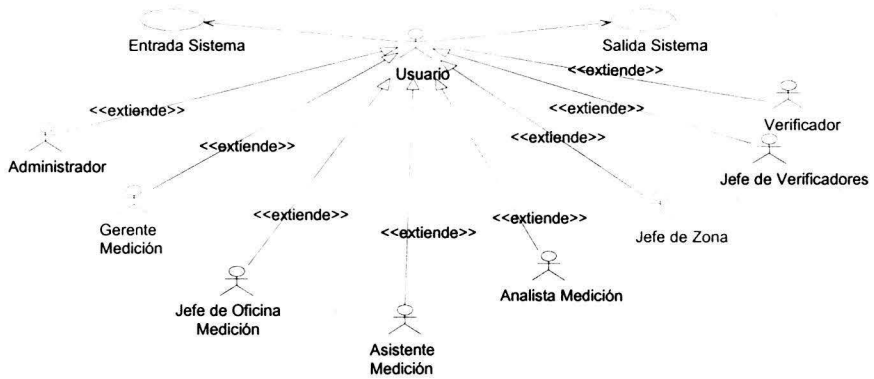 Entrada Sistema
Salida Sistema
Usuario
<<extiende>>
<<extiende>>
<<extiende>>
<<extiende>>
<<extiende>>
<<extiende>>
<<extiende>>
<<extiende>>
Verificador
Administrador
Jefe de Verificadores
Gerente
Medición
Jefe de Zona
Analista Medición
Jefe de Oficina
Medición
Asistente
Medición